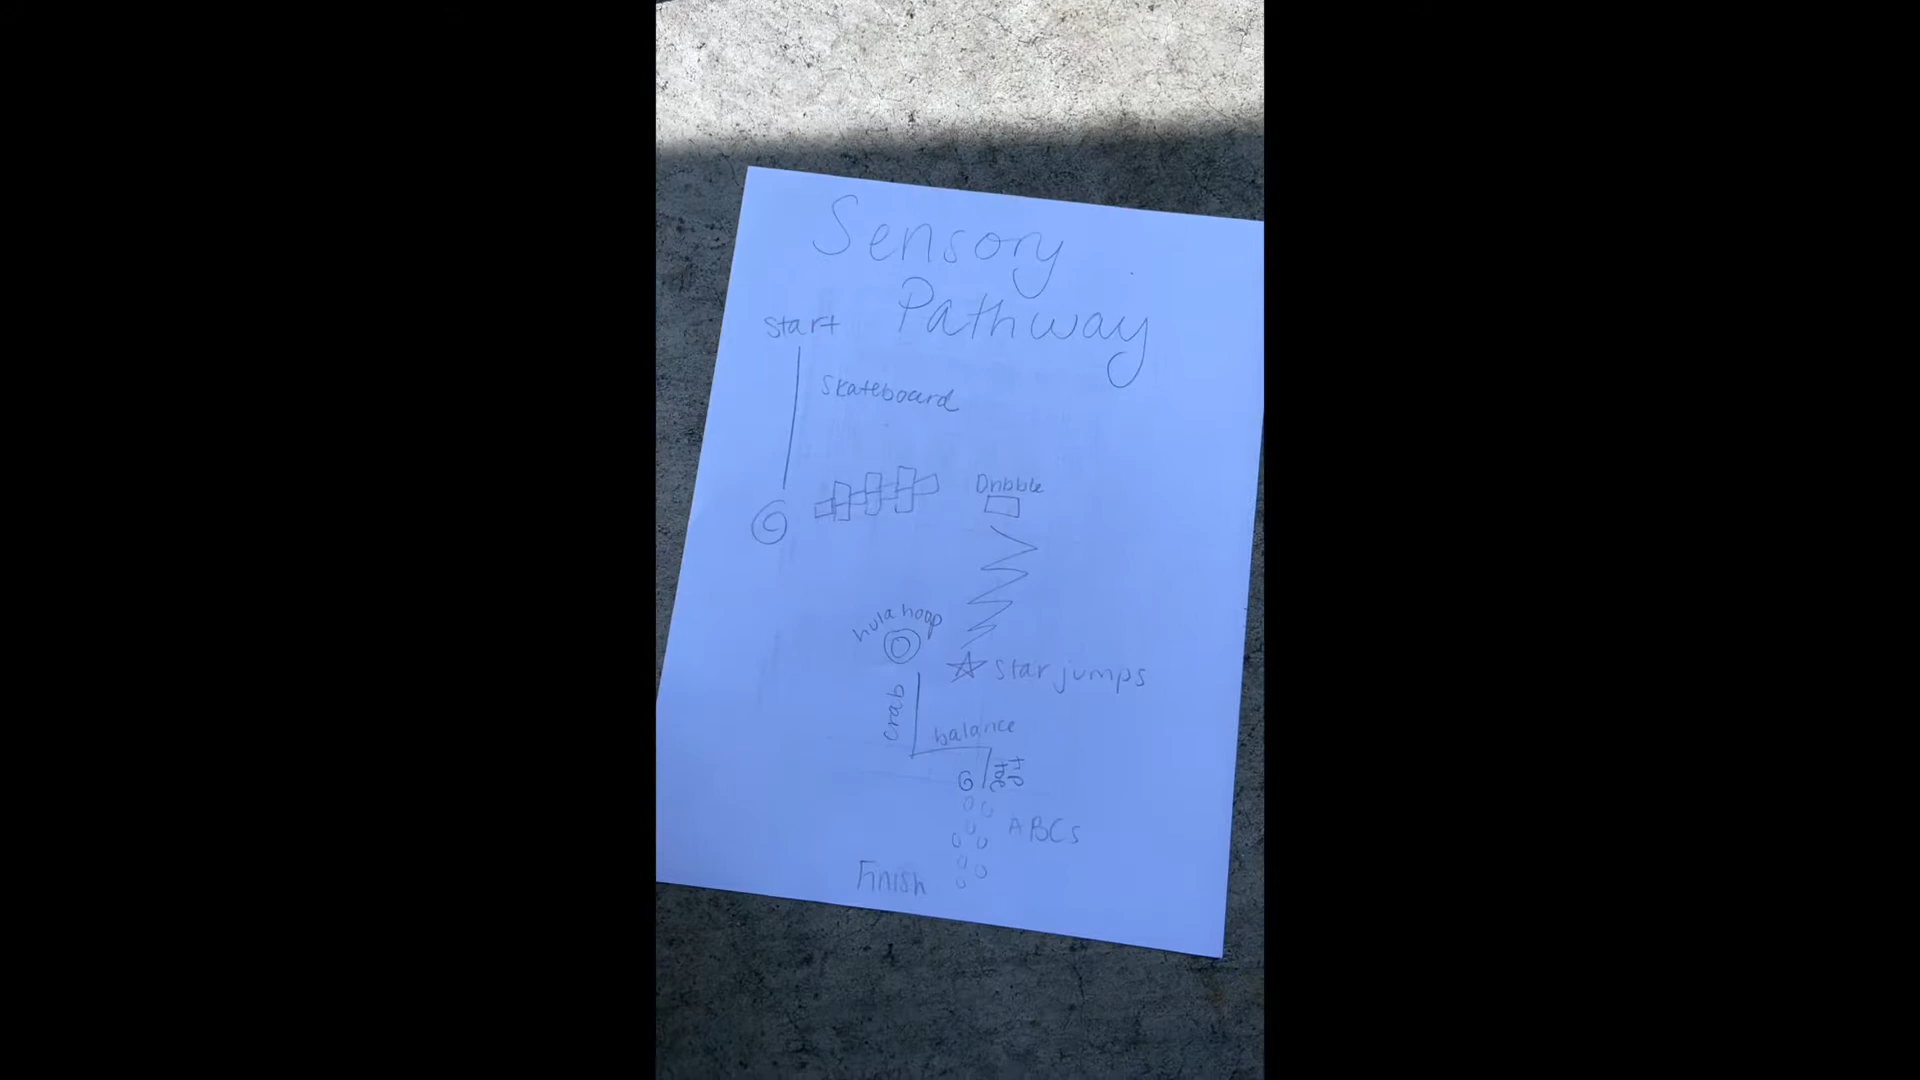 Sensory
Pathway
Start
Skateboard
Dribble
hula hoop
Star jumps
crab
balance
ABCs
Finish